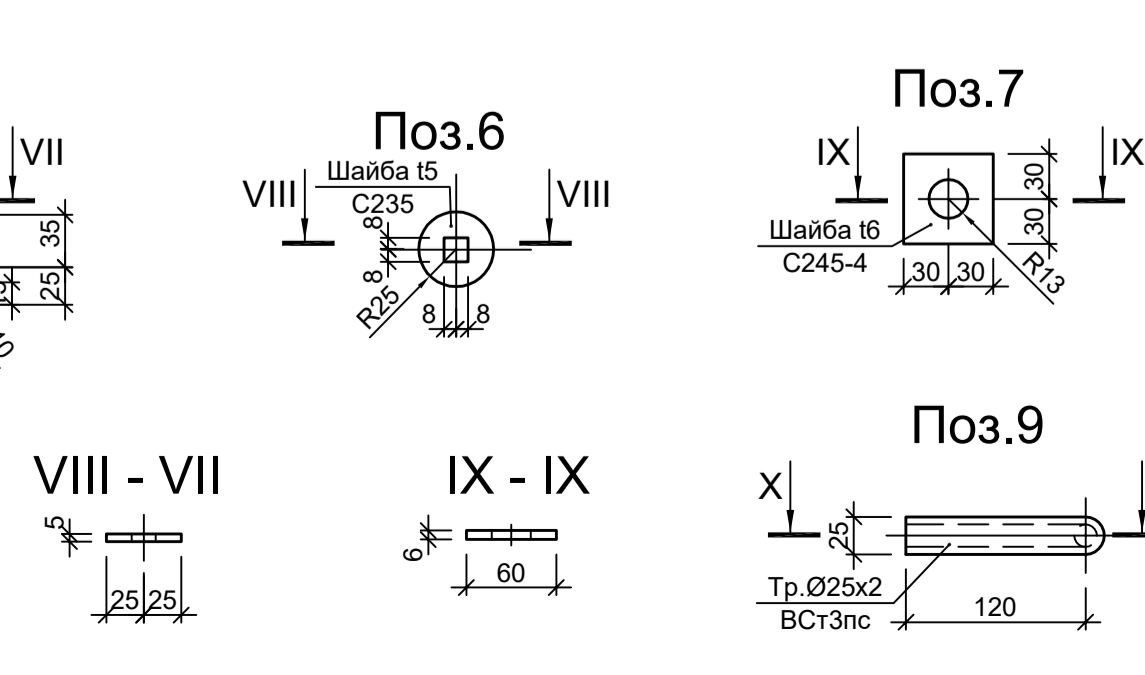 Поз.7
Поз.6
VII
IX
IX
Шайба t5
VIII
VIII
С235
8
8
R25
8
8
35
25
30
30
Шайба t6
С245-4
30
30
R13
Поз.9
VIII - VII
IX - IX
X
5
25
25
6
60
25
Тр.Ø25х2
ВСт3пс
120